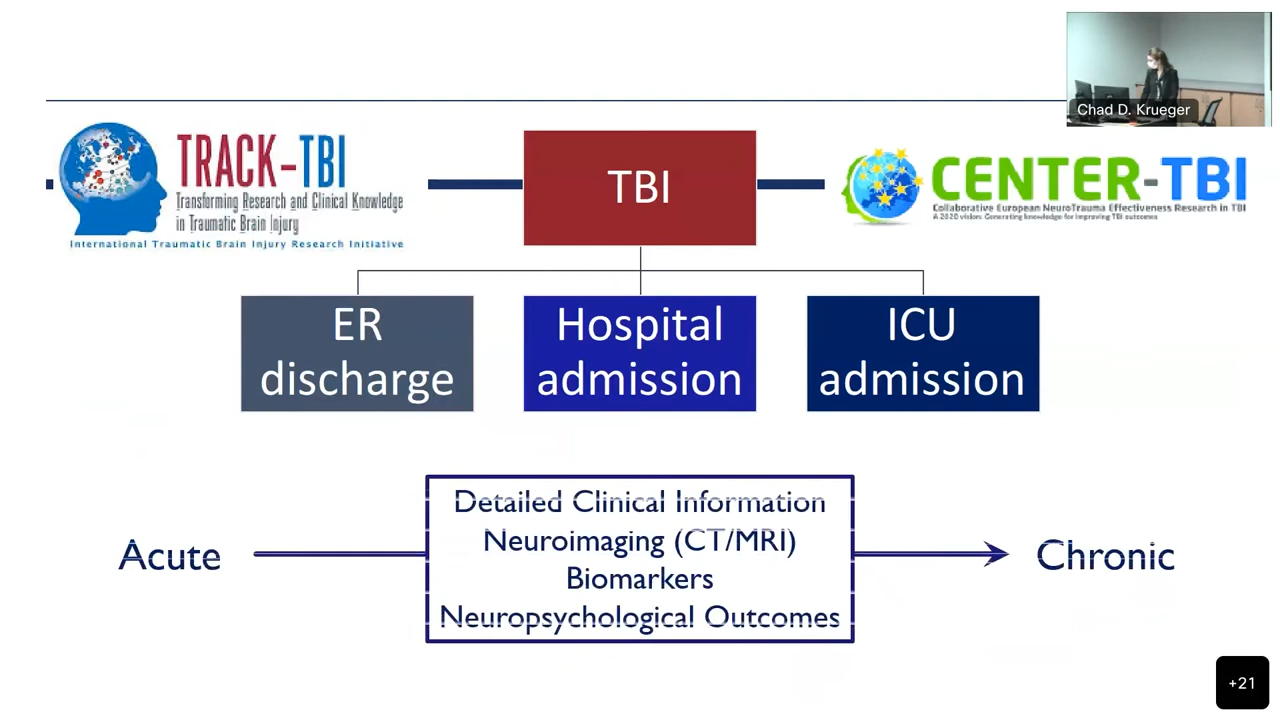 Chad D. Krueger
TRACK-TBI
Transforming Research and Clinical Knowledge
in Traumatic Brain Injury
International Traumatic Brain Injury Research Initiative
TBI
CENTER-TBI
Collaborative European NeuroTrauma Effectiveness Research in TBI
A 2020 vision: Generating knowledge for improving TBI outcomes
ER
discharge
Hospital
admission
ICU
admission
Acute
Detailed Clinical Information
Neuroimaging (CT/MRI)
Biomarkers
Neuropsychological Outcomes
Chronic
+21